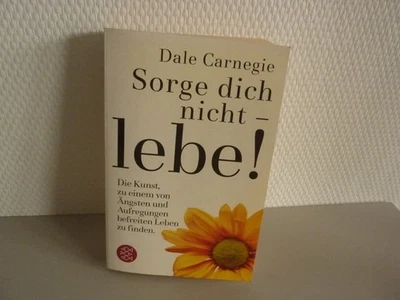 Dale Carnegie
Sorge dich
nicht –
lebe!
Die Kunst,
zu einem von
Ängsten und
Aufregungen
befreiten Leben
zu finden.